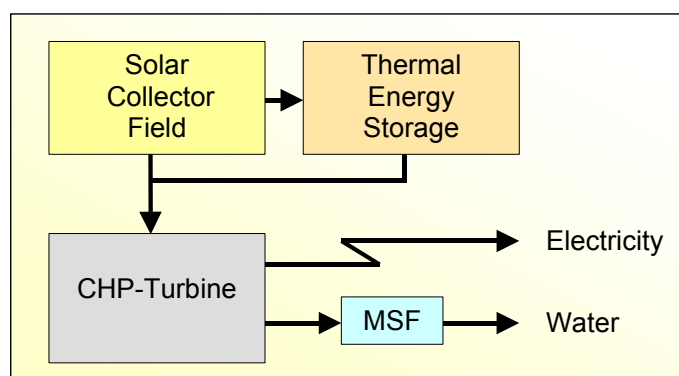 Solar
Collector
Field
Thermal
Energy
Storage
CHP-Turbine
Electricity
MSF
Water